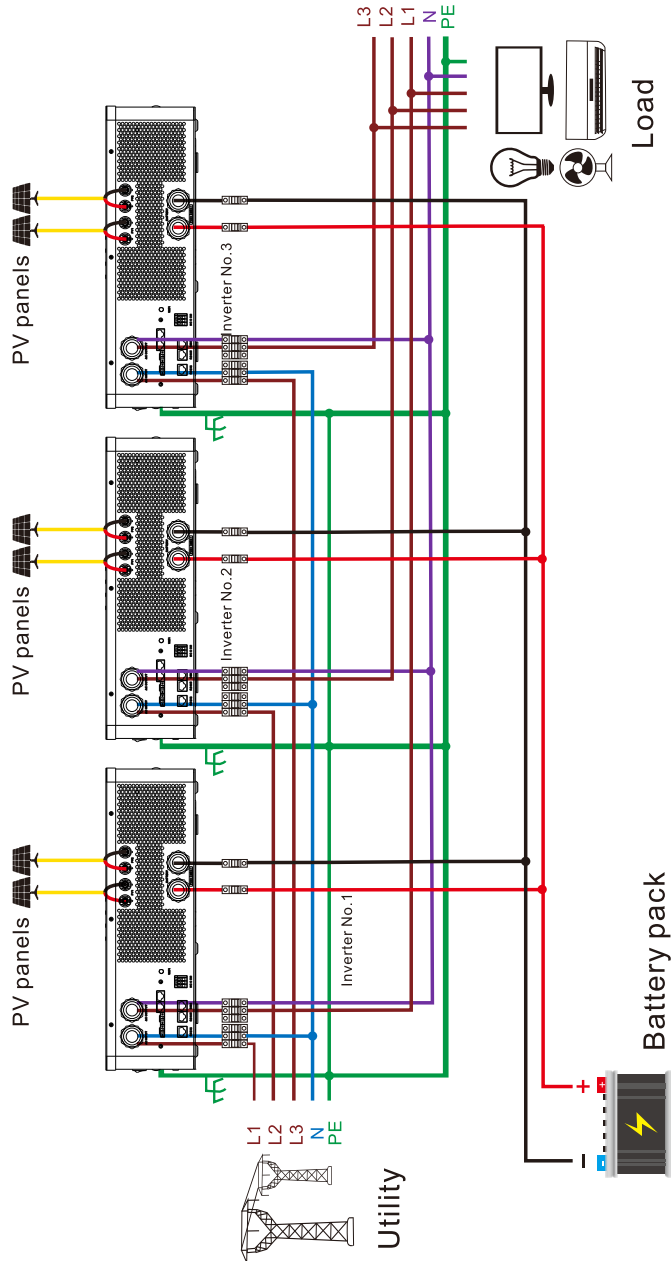 PV panels
PV panels
PV panels
Inverter No.1
Inverter No.2
Inverter No.3
L1
L2
L3
N
PE
Utility
L3
L2
L1
N
PE
Load
+
−
Battery pack